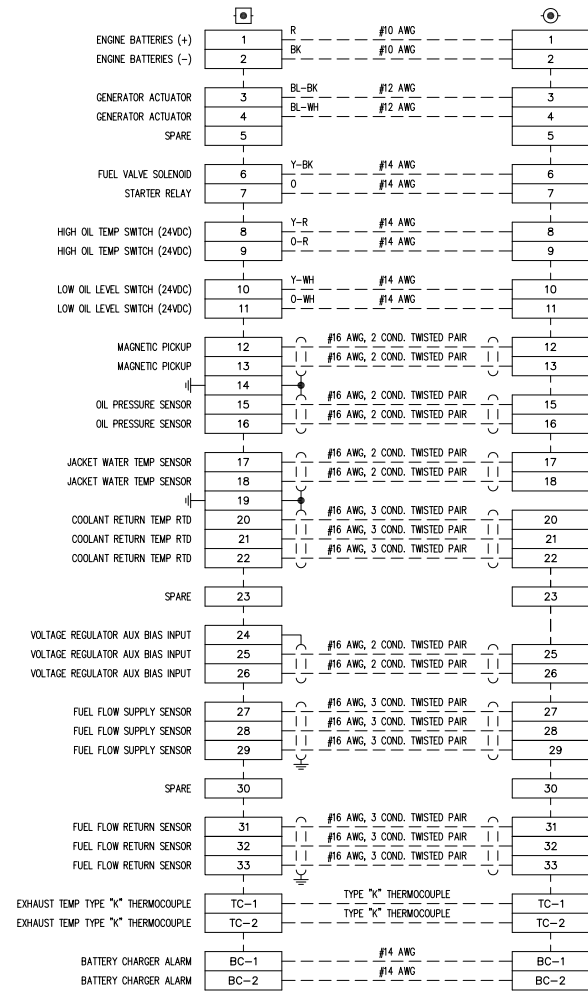 R #10 AWG
ENGINE BATTERIES (+) 1 1
BK #10 AWG
ENGINE BATTERIES (-) 2 2
BL-BK #12 AWG
GENERATOR ACTUATOR 3 3
BL-WH #12 AWG
GENERATOR ACTUATOR 4 4
SPARE 5 5
Y-BK #14 AWG
FUEL VALVE SOLENOID 6 6
O #14 AWG
STARTER RELAY 7 7
Y-R #14 AWG
HIGH OIL TEMP SWITCH (24VDC) 8 8
O-R #14 AWG
HIGH OIL TEMP SWITCH (24VDC) 9 9
Y-WH #14 AWG
LOW OIL LEVEL SWITCH (24VDC) 10 10
O-WH #14 AWG
LOW OIL LEVEL SWITCH (24VDC) 11 11
#16 AWG, 2 COND. TWISTED PAIR
MAGNETIC PICKUP 12 12
#16 AWG, 2 COND. TWISTED PAIR
MAGNETIC PICKUP 13 13
14
#16 AWG, 2 COND. TWISTED PAIR
OIL PRESSURE SENSOR 15 15
#16 AWG, 2 COND. TWISTED PAIR
OIL PRESSURE SENSOR 16 16
#16 AWG, 2 COND. TWISTED PAIR
JACKET WATER TEMP SENSOR 17 17
#16 AWG, 2 COND. TWISTED PAIR
JACKET WATER TEMP SENSOR 18 18
19
#16 AWG, 3 COND. TWISTED PAIR
COOLANT RETURN TEMP RTD 20 20
#16 AWG, 3 COND. TWISTED PAIR
COOLANT RETURN TEMP RTD 21 21
#16 AWG, 3 COND. TWISTED PAIR
COOLANT RETURN TEMP RTD 22 22
SPARE 23 23
VOLTAGE REGULATOR AUX BIAS INPUT 24
#16 AWG, 2 COND. TWISTED PAIR
VOLTAGE REGULATOR AUX BIAS INPUT 25 25
#16 AWG, 2 COND. TWISTED PAIR
VOLTAGE REGULATOR AUX BIAS INPUT 26 26
#16 AWG, 3 COND. TWISTED PAIR
FUEL FLOW SUPPLY SENSOR 27 27
#16 AWG, 3 COND. TWISTED PAIR
FUEL FLOW SUPPLY SENSOR 28 28
#16 AWG, 3 COND. TWISTED PAIR
FUEL FLOW SUPPLY SENSOR 29 29
SPARE 30 30
#16 AWG, 3 COND. TWISTED PAIR
FUEL FLOW RETURN SENSOR 31 31
#16 AWG, 3 COND. TWISTED PAIR
FUEL FLOW RETURN SENSOR 32 32
#16 AWG, 3 COND. TWISTED PAIR
FUEL FLOW RETURN SENSOR 33 33
TYPE "K" THERMOCOUPLE
EXHAUST TEMP TYPE "K" THERMOCOUPLE TC-1 TC-1
TYPE "K" THERMOCOUPLE
EXHAUST TEMP TYPE "K" THERMOCOUPLE TC-2 TC-2
#14 AWG
BATTERY CHARGER ALARM BC-1 BC-1
#14 AWG
BATTERY CHARGER ALARM BC-2 BC-2